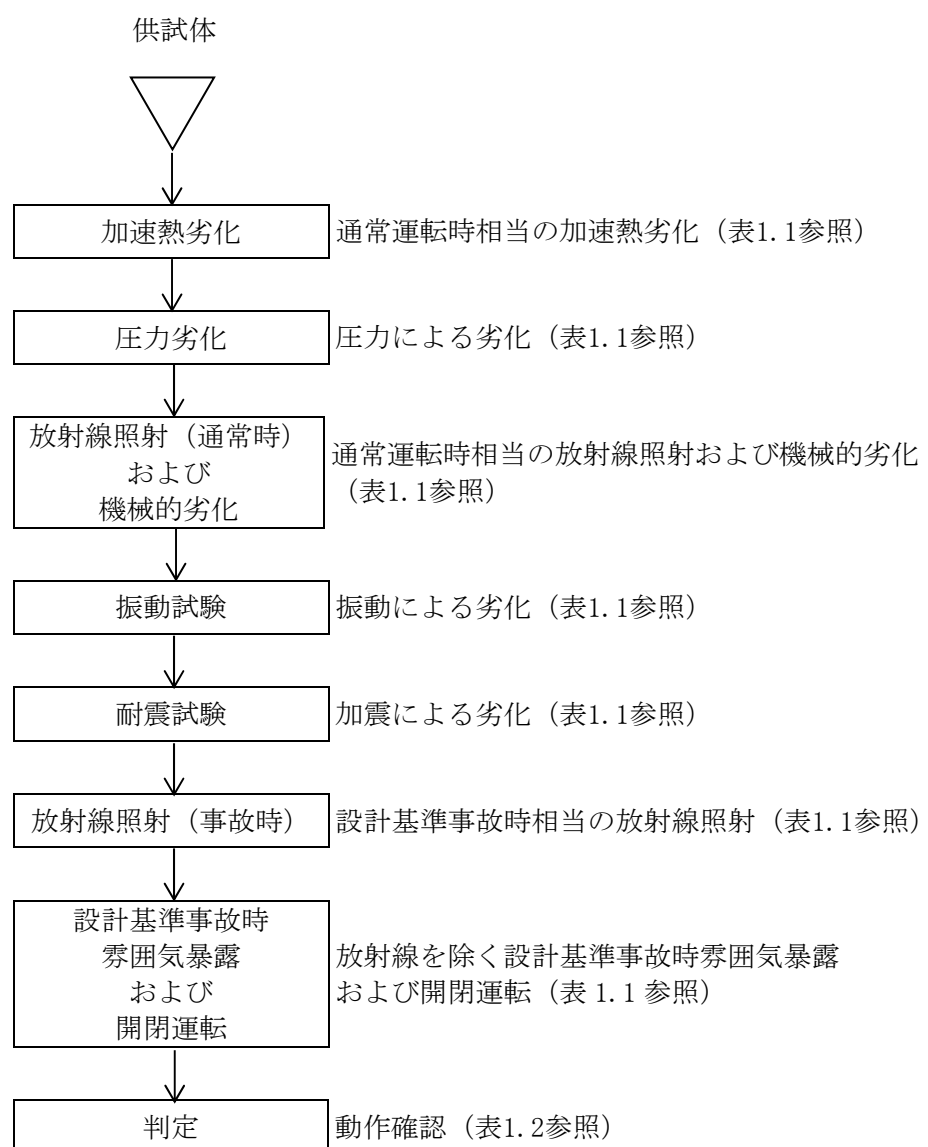 供試体
加速熱劣化
通常運転時相当の加速熱劣化（表1.1参照）
圧力劣化
圧力による劣化（表1.1参照）
放射線照射（通常時）
および
機械的劣化
通常運転時相当の放射線照射および機械的劣化
（表1.1参照）
振動試験
振動による劣化（表1.1参照）
耐震試験
加震による劣化（表1.1参照）
放射線照射（事故時）
設計基準事故時相当の放射線照射（表1.1参照）
設計基準事故時
雰囲気暴露
および
開閉運転
放射線を除く設計基準事故時雰囲気暴露
および開閉運転（表 1.1 参照）
判定
動作確認（表1.2参照）